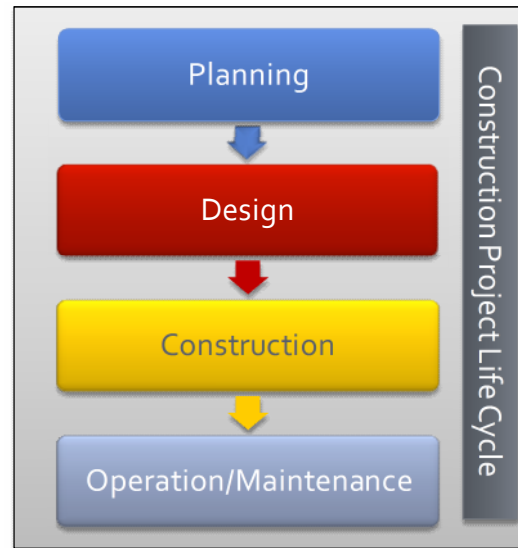 Planning
Design
Construction
Operation/Maintenance
Construction Project Life Cycle